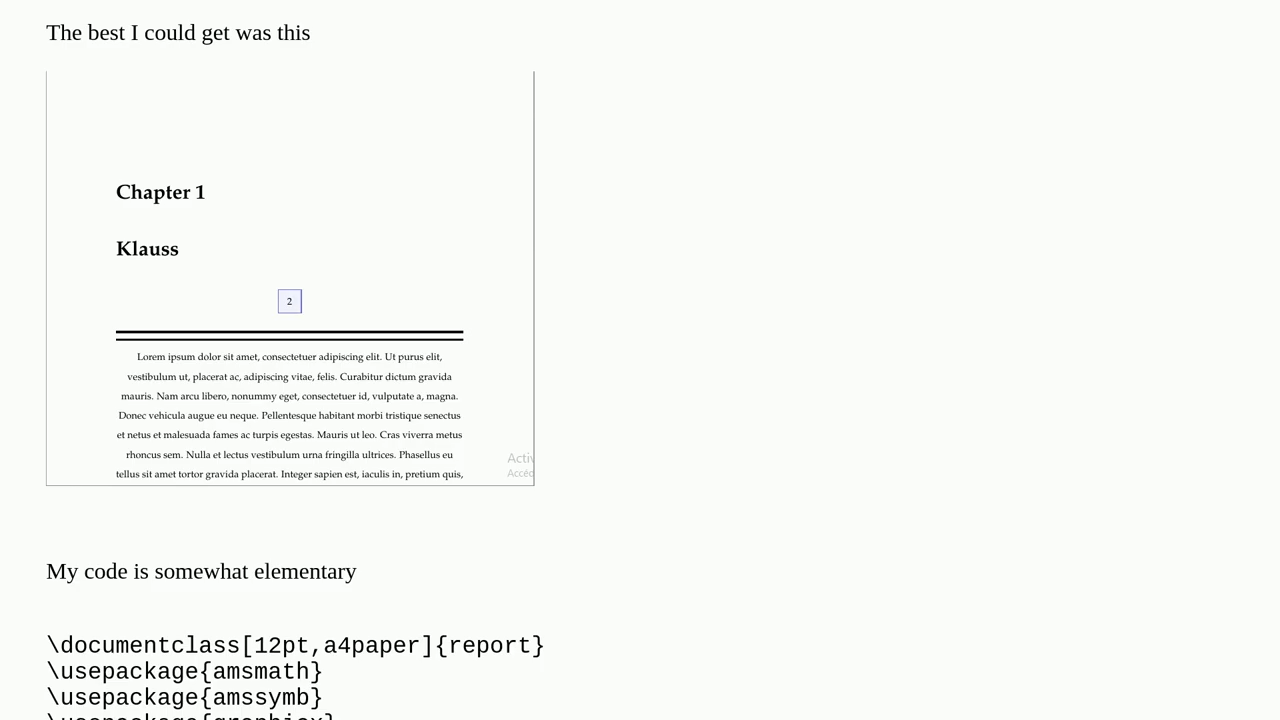 The best I could get was this
Chapter 1
Klauss
2
Lorem ipsum dolor sit amet, consectetuer adipiscing elit. Ut purus elit,
vestibulum ut, placerat ac, adipiscing vitae, felis. Curabitur dictum gravida
mauris. Nam arcu libero, nonummy eget, consectetuer id, vulputate a, magna.
Donec vehicula augue eu neque. Pellentesque habitant morbi tristique senectus
et netus et malesuada fames ac turpis egestas. Mauris ut leo. Cras viverra metus
rhoncus sem. Nulla et lectus vestibulum urna fringilla ultrices. Phasellus eu
tellus sit amet tortor gravida placerat. Integer sapien est, iaculis in, pretium quis,
My code is somewhat elementary
\documentclass[12pt,a4paper]{report}
\usepackage{amsmath}
\usepackage{amssymb}
\usepackage{graphicx}